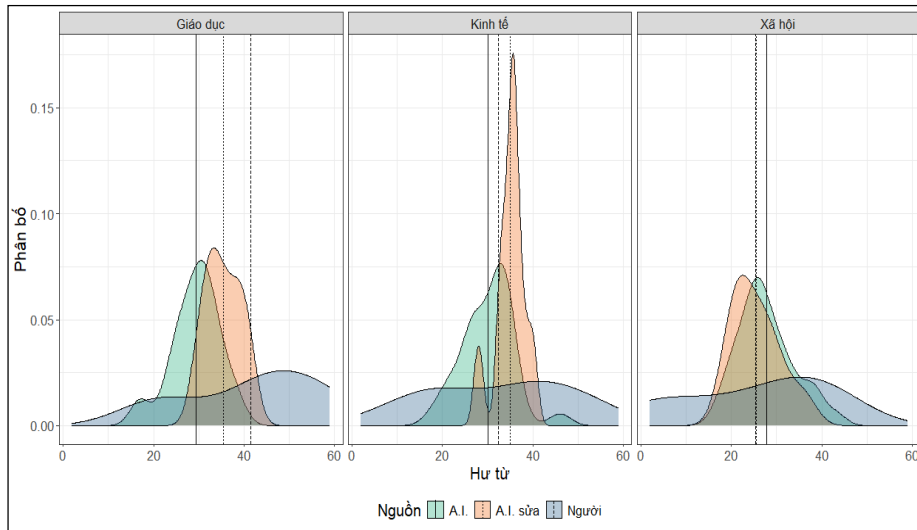 Giáo dục
Kinh tế
Xã hội
Phân bố
0.15
0.10
0.05
0.00
0 20 40 60
0 20 40 60
0 20 40 60
Hư từ
Nguồn A.I. A.I. sửa Người